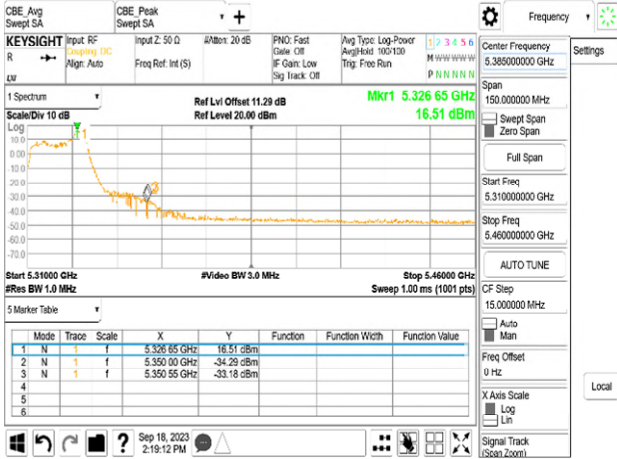 CBE_Avg
Swept SA
CBE_Peak
Swept SA
Frequency
KEYSIGHT
R
Input: RF
Coupling: DC
Align: Auto
Input Z: 50 Ω
Freq Ref: Int (S)
#Atten: 20 dB
PNO: Fast
Gate: Off
IF Gain: Low
Sig Track: Off
Avg Type: Log-Power
Avg|Hold: 100/100
Trig: Free Run
1 2 3 4 5 6
M W W W W W
P N N N N N
Center Frequency
5.385000000 GHz
Settings
Span
150.000000 MHz
Swept Span
Zero Span
Full Span
Start Freq
5.310000000 GHz
Stop Freq
5.460000000 GHz
AUTO TUNE
CF Step
15.000000 MHz
Auto
Man
Freq Offset
0 Hz
X Axis Scale
Log
Lin
Signal Track
(Span Zoom)
Local
1 Spectrum
Scale/Div 10 dB
Log
Ref Lvl Offset 11.29 dB
Ref Level 20.00 dBm
Mkr1 5.326 65 GHz
16.51 dBm
10.0
0.00
-10.0
-20.0
-30.0
-40.0
-50.0
-60.0
-70.0
1
3
Start 5.31000 GHz
#Res BW 1.0 MHz
#Video BW 3.0 MHz
Stop 5.46000 GHz
Sweep 1.00 ms (1001 pts)
5 Marker Table
Mode Trace Scale X Y Function Function Width Function Value
1 N 1 f 5.326 65 GHz 16.51 dBm
2 N 1 f 5.350 00 GHz -34.29 dBm
3 N 1 f 5.350 55 GHz -33.18 dBm
4
5
6
Sep 18, 2023
2:19:12 PM